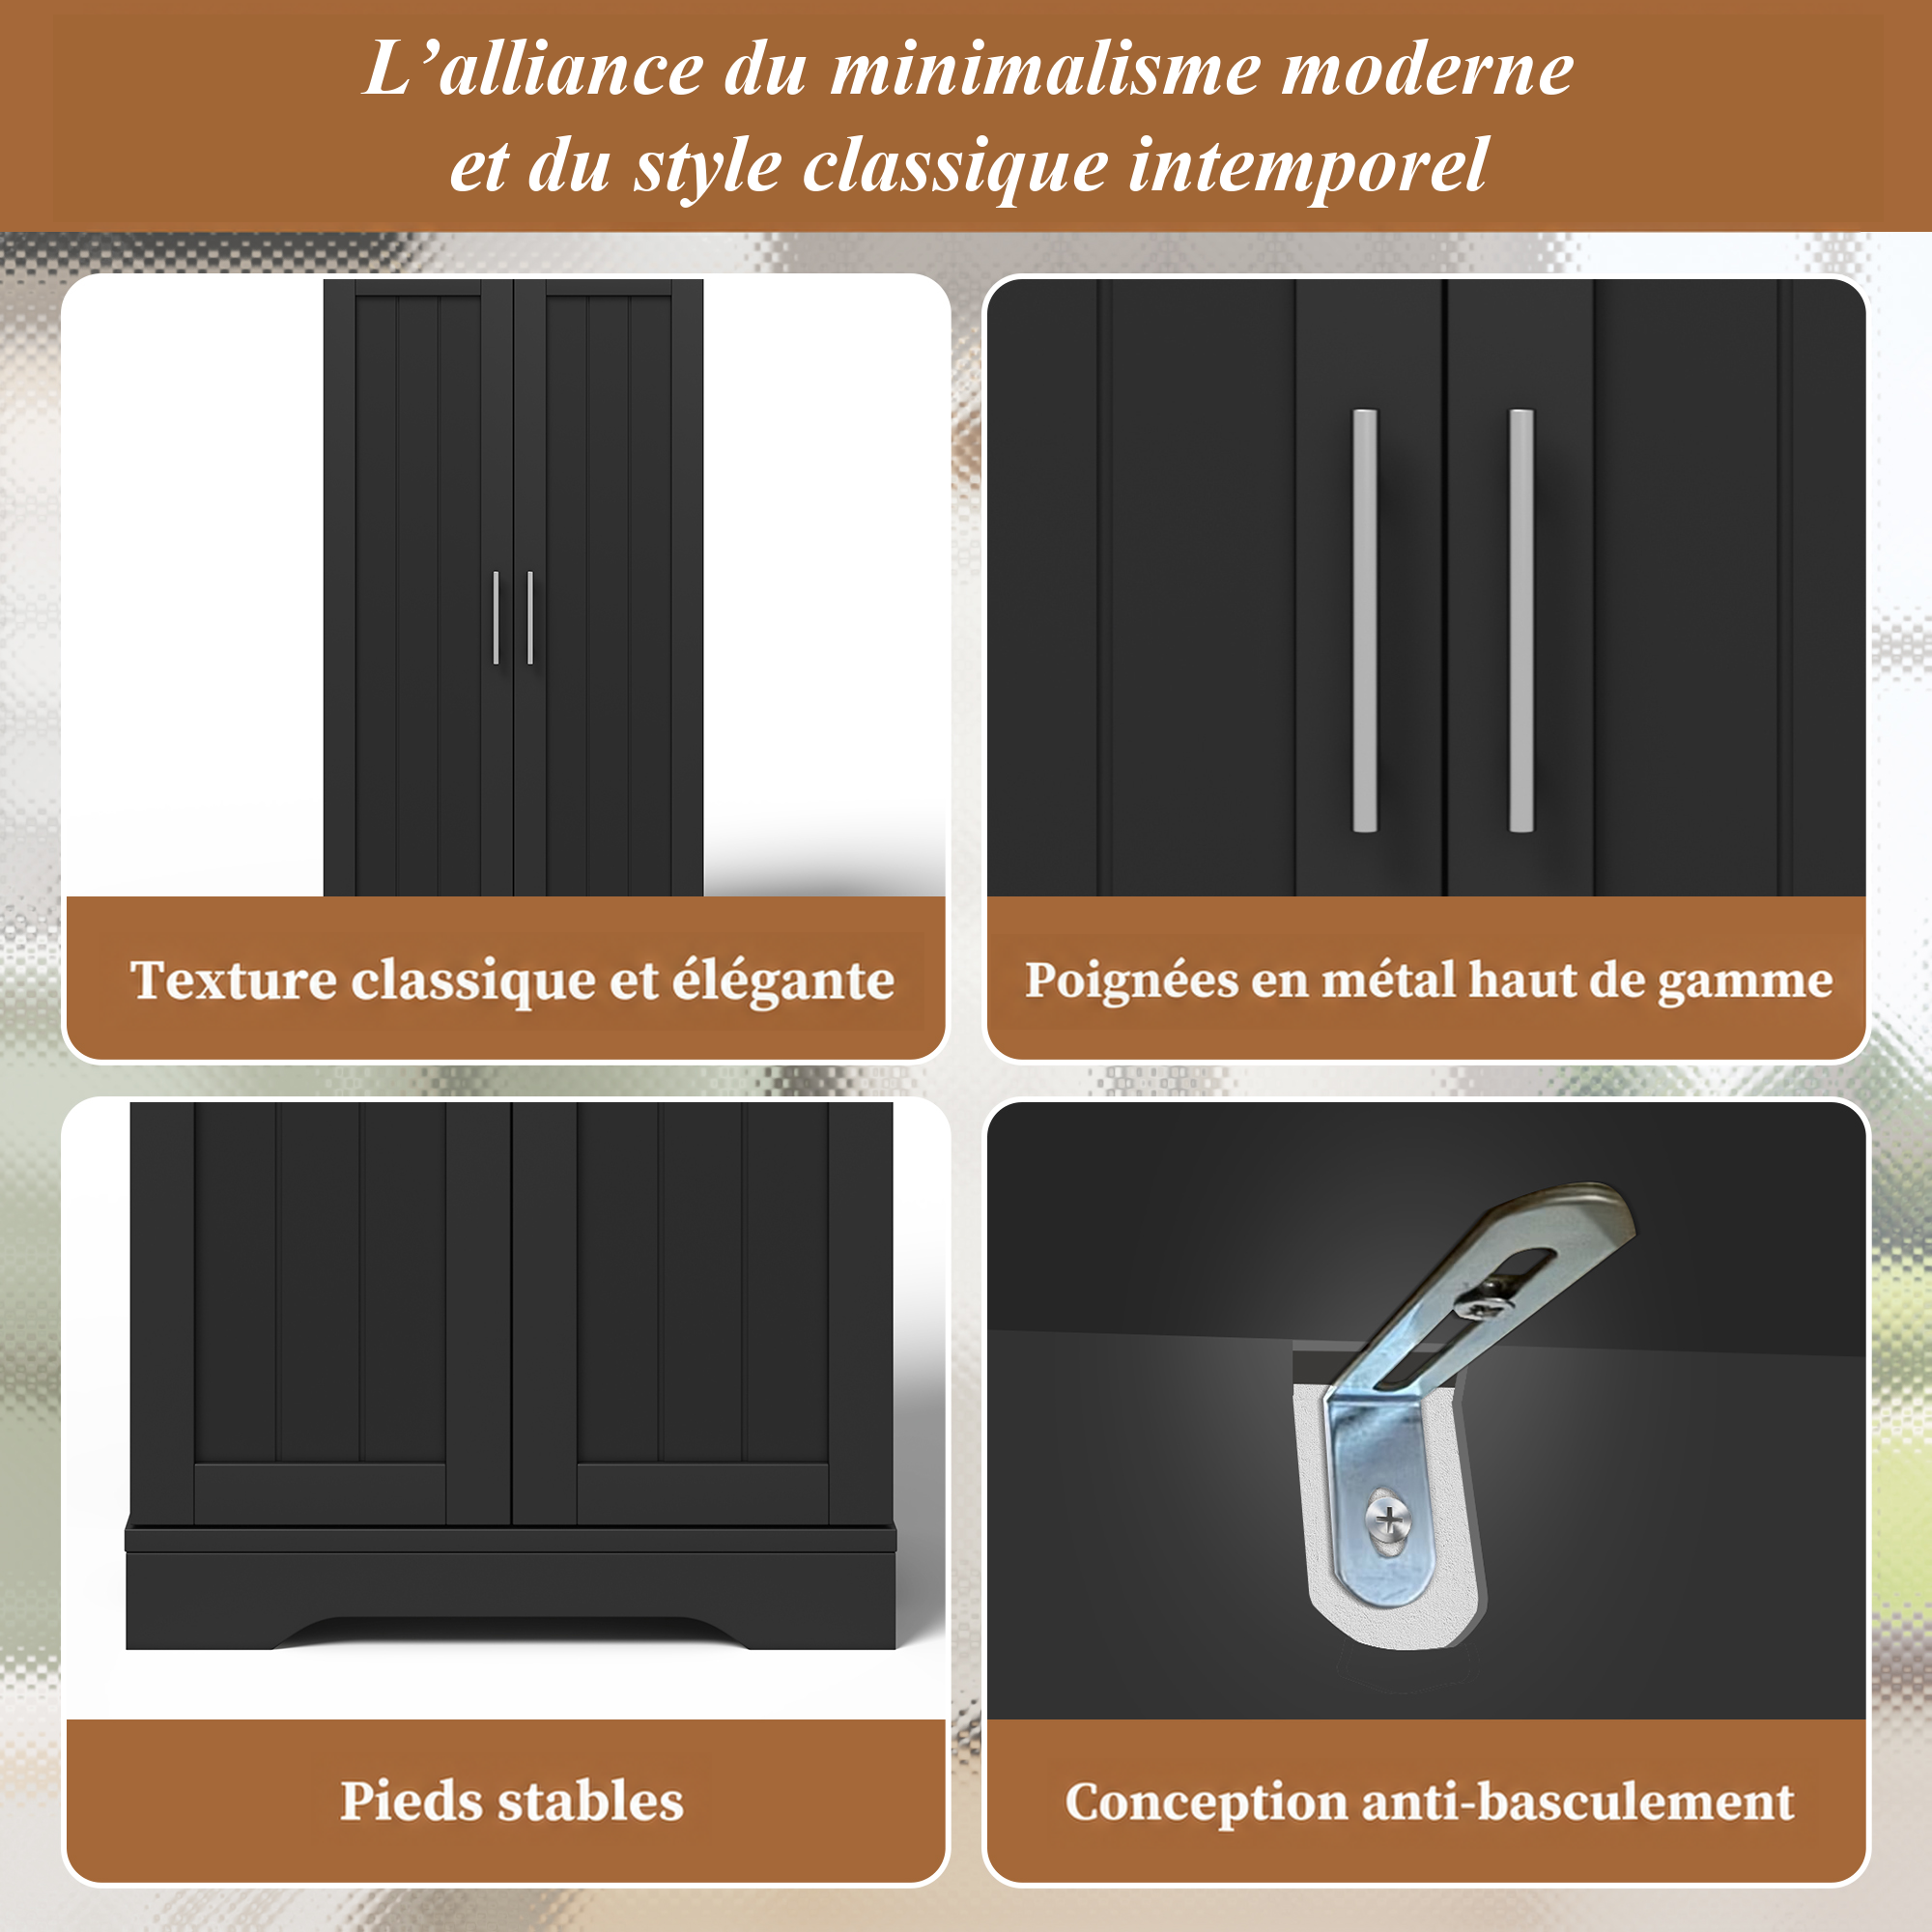 L’alliance du minimalisme moderne
et du style classique intemporel
Texture classique et élégante
Poignées en métal haut de gamme
Pieds stables
Conception anti-basculement